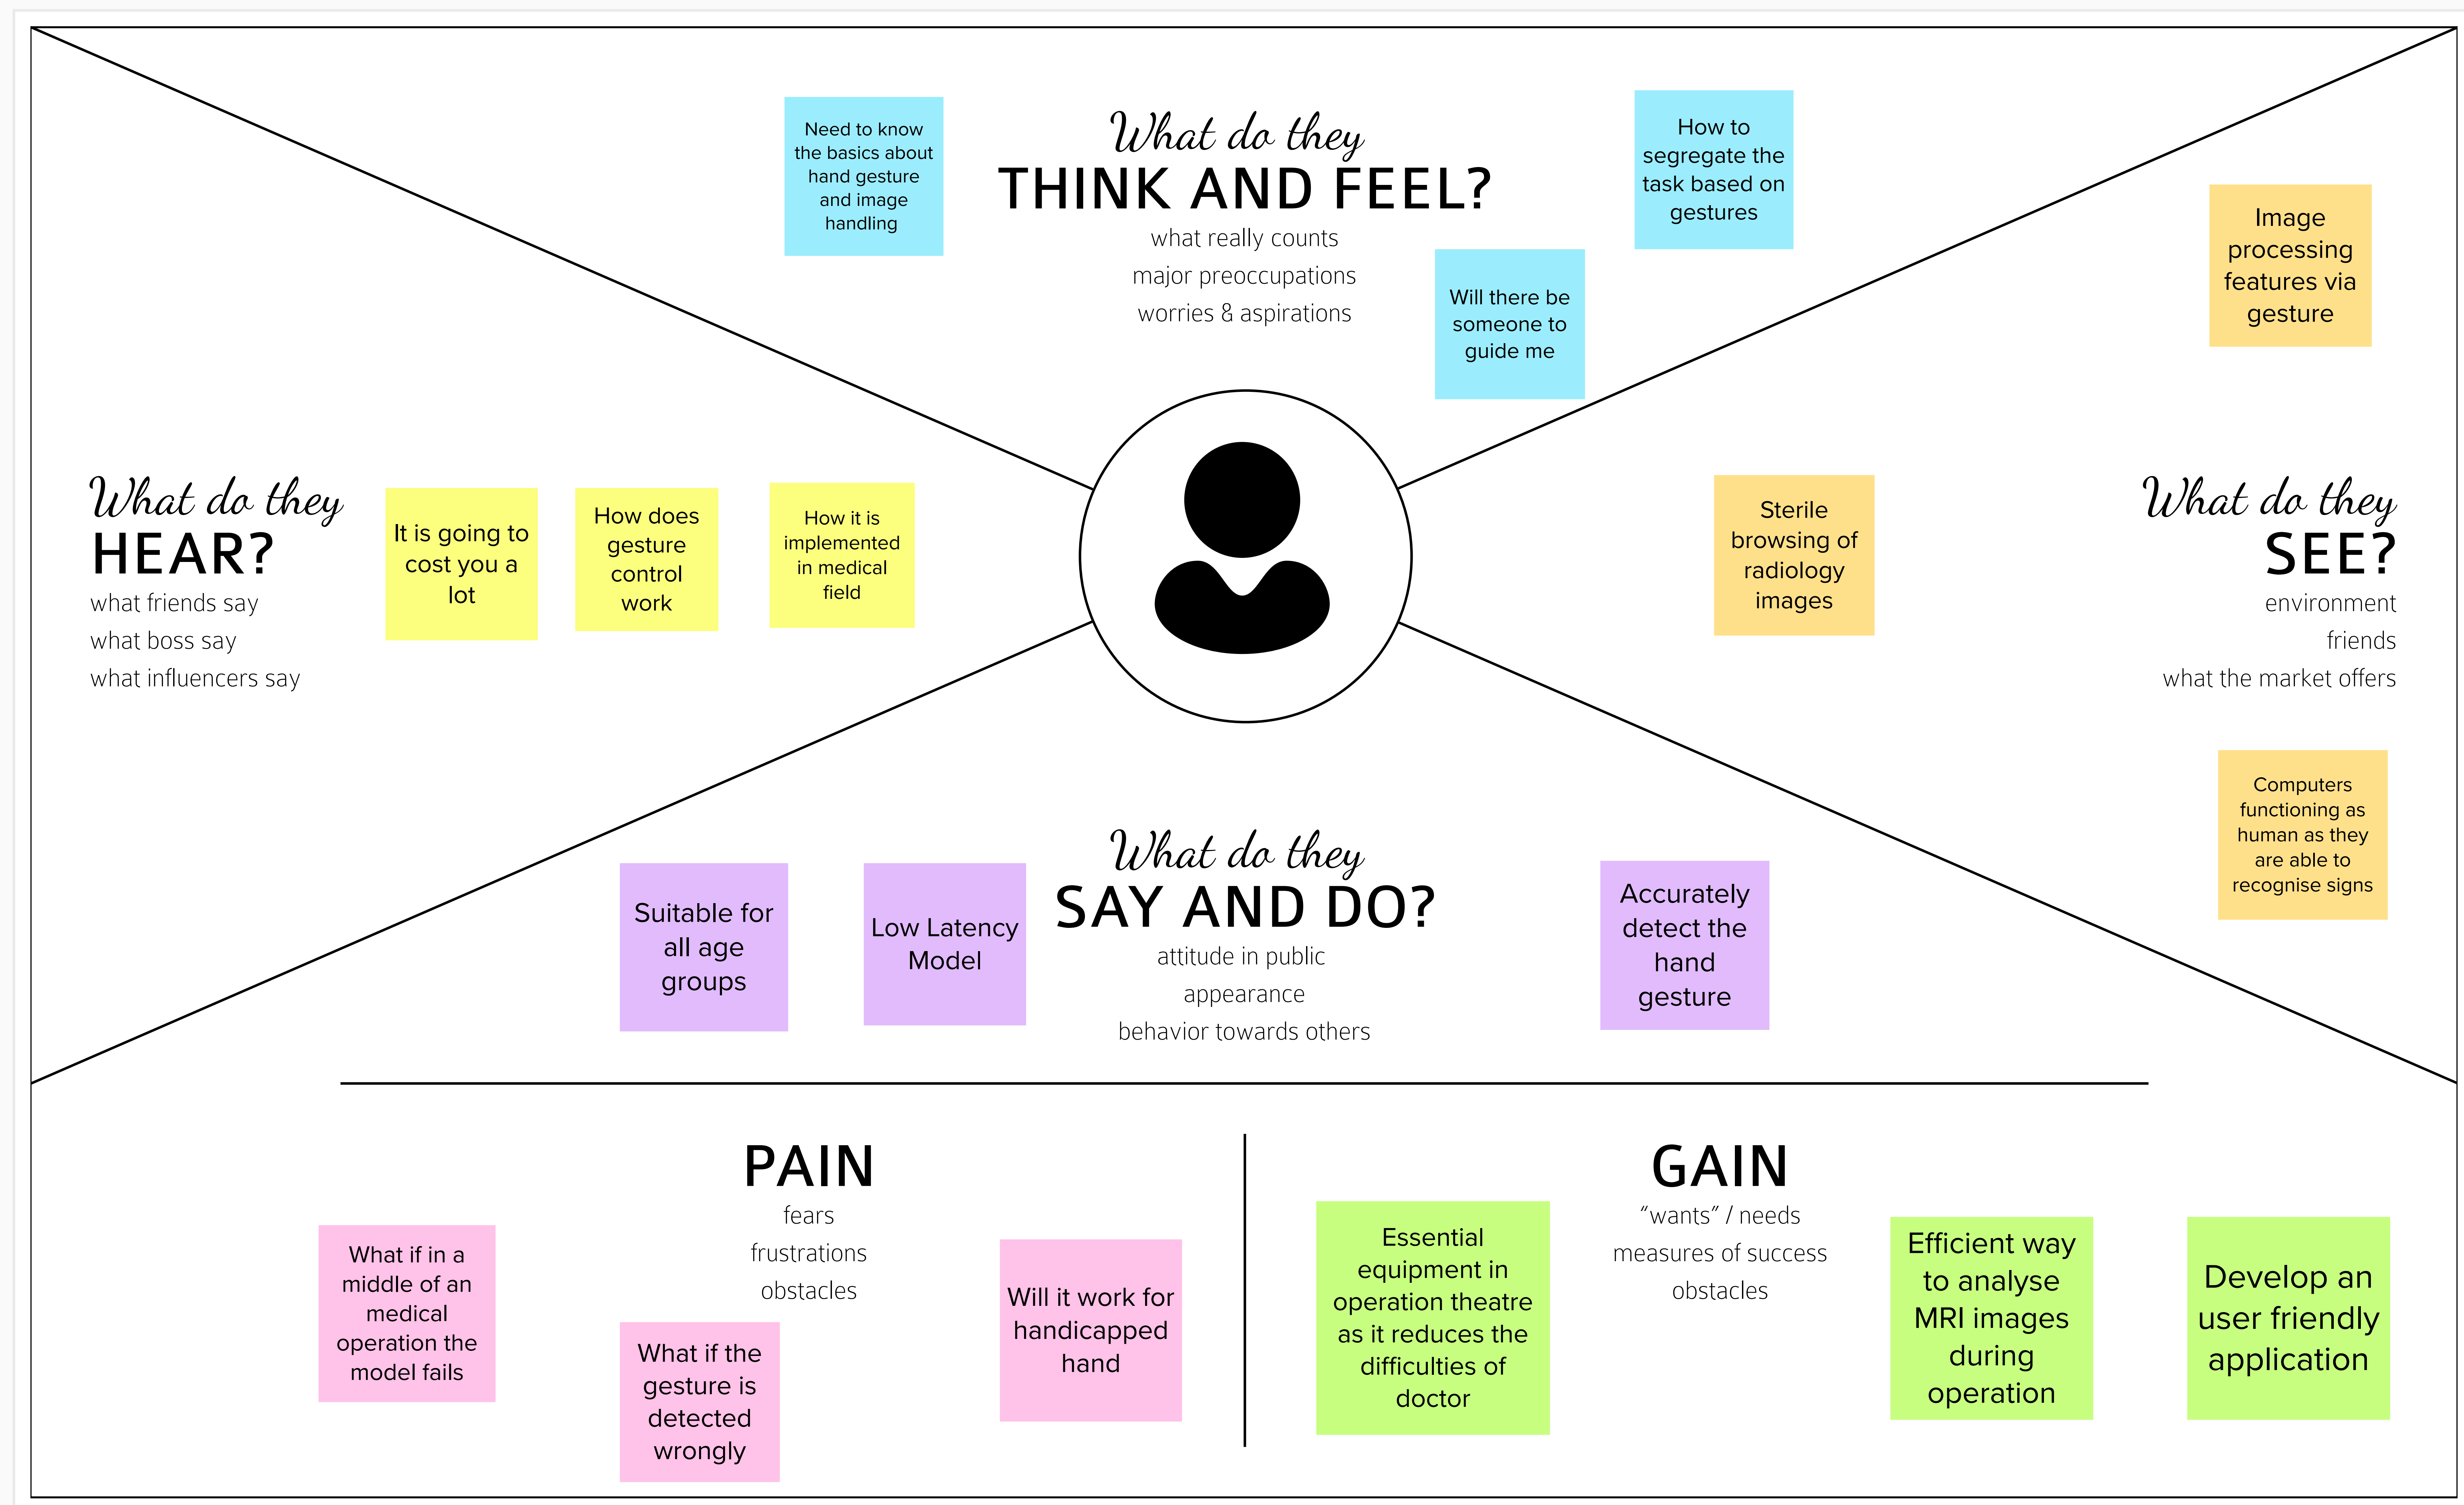 What do they
THINK AND FEEL?
what really counts
major preoccupations
worries & aspirations
Need to know
the basics about
hand gesture
and image
handling
Will there be
someone to
guide me
How to
segregate the
task based on
gestures
What do they
HEAR?
what friends say
what boss say
what influencers say
It is going to
cost you a
lot
How does
gesture
control
work
How it is
implemented
in medical
field
What do they
SEE?
environment
friends
what the market offers
Image
processing
features via
gesture
Sterile
browsing of
radiology
images
Computers
functioning as
human as they
are able to
recognise signs
What do they
SAY AND DO?
attitude in public
appearance
behavior towards others
Suitable for
all age
groups
Low Latency
Model
Accurately
detect the
hand
gesture
PAIN
fears
frustrations
obstacles
What if in a
middle of an
medical
operation the
model fails
What if the
gesture is
detected
wrongly
Will it work for
handicapped
hand
GAIN
“wants” / needs
measures of success
obstacles
Essential
equipment in
operation theatre
as it reduces the
difficulties of
doctor
Efficient way
to analyse
MRI images
during
operation
Develop an
user friendly
application